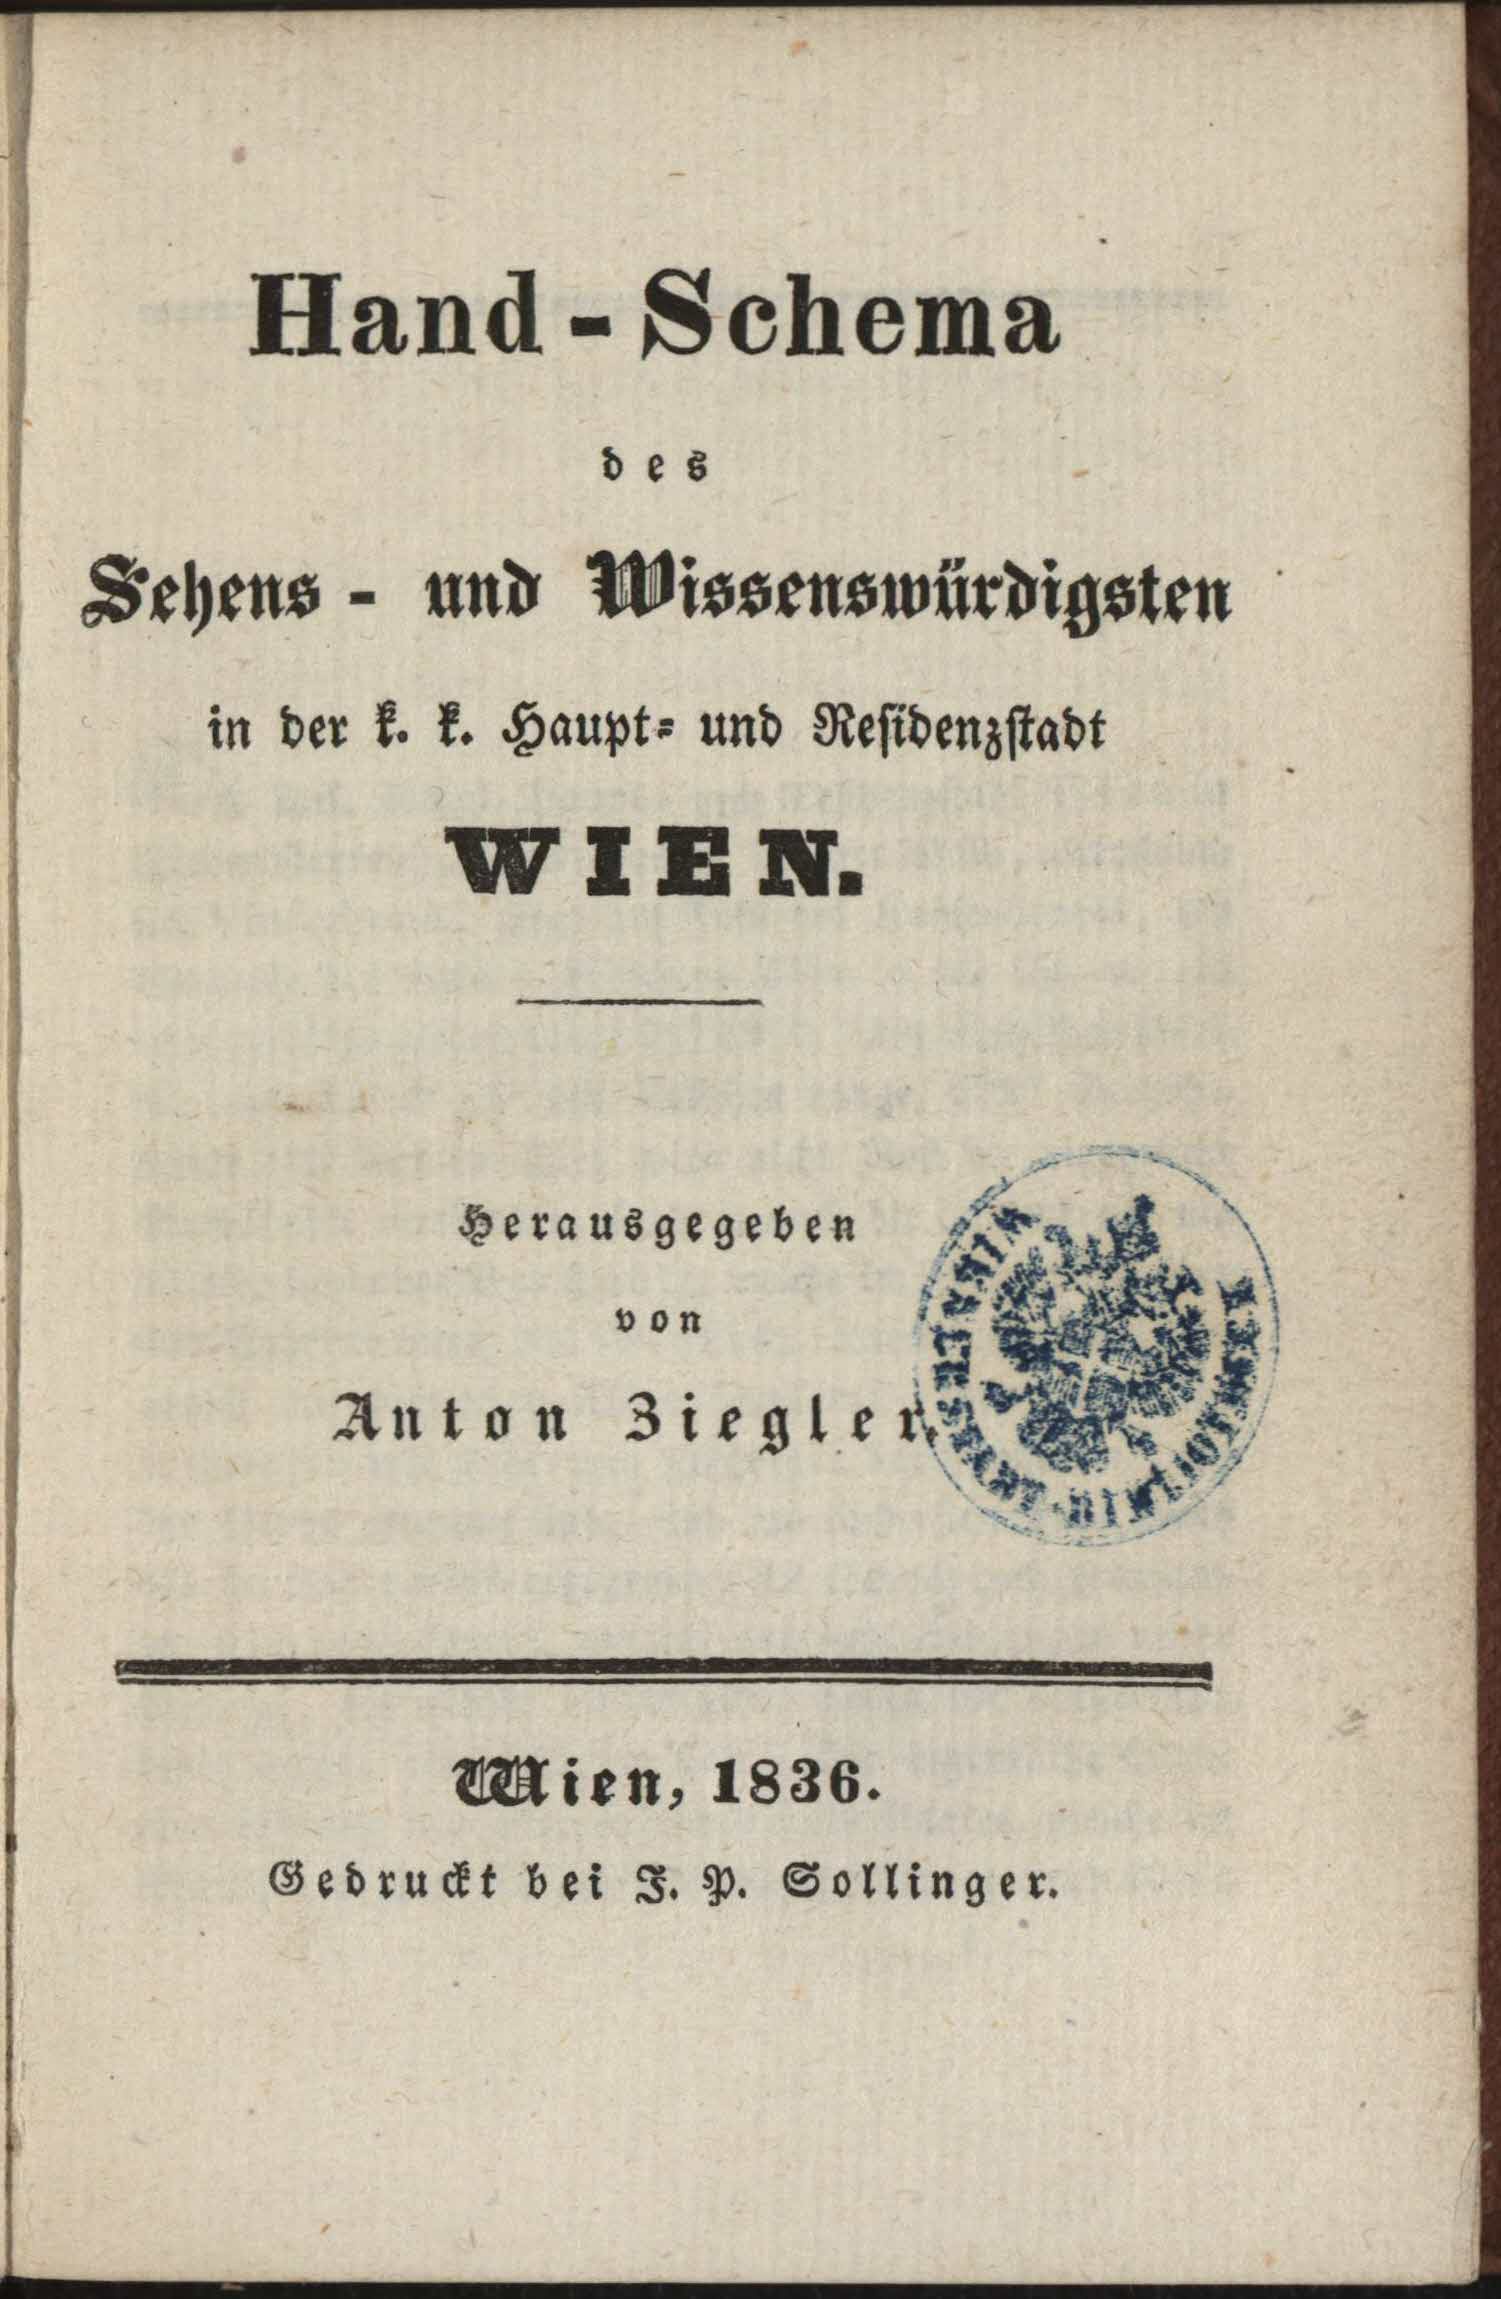 Hand-Schema
des
Sehens- und Wissenswürdigsten
in der k. k. Haupt- und Residenzstadt
WIEN.
Herausgegeben
von
Anton Ziegler.
Wien, 1836.
Gedruckt bei J. P. Sollinger.